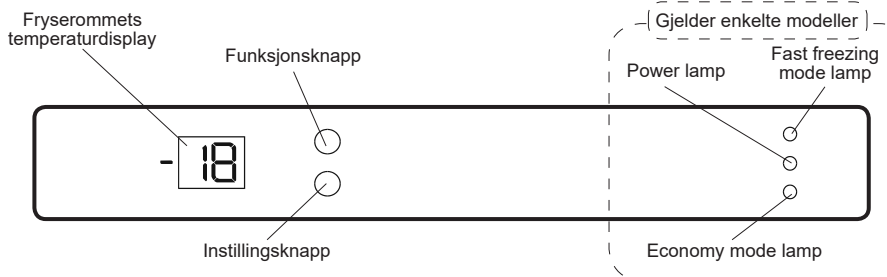 Fryserommets
temperaturdisplay
Funksjonsknapp
Gjelder enkelte modeller
Power lamp
Fast freezing
mode lamp
-18
Instillingsknapp
Economy mode lamp